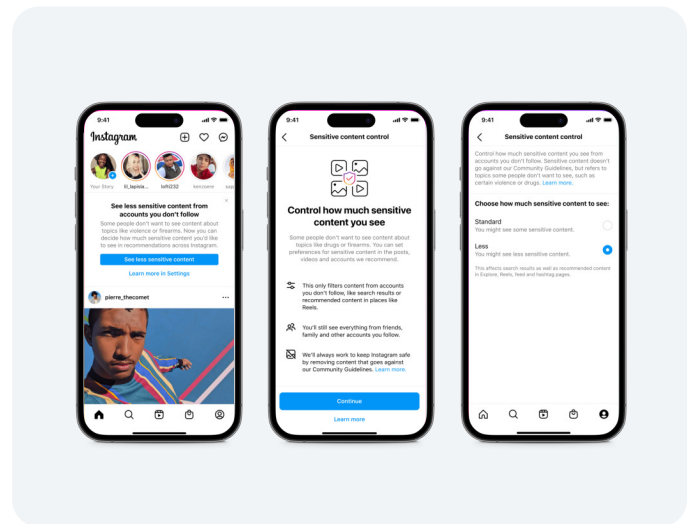 9:41
Instagram
Your Story
lil_lapisla...
lofti232
kenzoere
sap
See less sensitive content from
accounts you don't follow
Some people don't want to see content about
topics like violence or firearms. Now you can
decide how much sensitive content you'd like
to see in recommendations across Instagram.
See less sensitive content
Learn more in Settings
pierre_thecomet
9:41
Sensitive content control
Control how much sensitive
content you see
Some people don't want to see content about
topics like drugs or firearms. You can set
preferences for sensitive content in the posts,
videos and accounts we recommend.
This only filters content from accounts
you don't follow, like search results or
recommended content in places like
Reels.
You'll still see everything from friends,
family and other accounts you follow.
We'll always work to keep Instagram safe
by removing content that goes against
our Community Guidelines. Learn more.
Continue
Learn more
9:41
Sensitive content control
Control how much sensitive content you see from
accounts you don't follow. Sensitive content doesn't
go against our Community Guidelines, but refers to
topics some people don't want to see, such as
certain violence or drugs. Learn more.
Choose how much sensitive content to see:
Standard
You might see some sensitive content.
Less
You might see less sensitive content.
This affects search results as well as recommended content
in Explore, Reels, feed and hashtag pages.